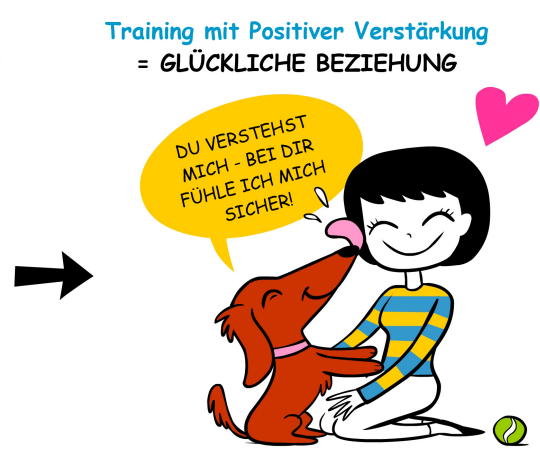 Training mit Positiver Verstärkung
= GLÜCKLICHE BEZIEHUNG
DU VERSTEHST
MICH - BEI DIR
FÜHLE ICH MICH
SICHER!